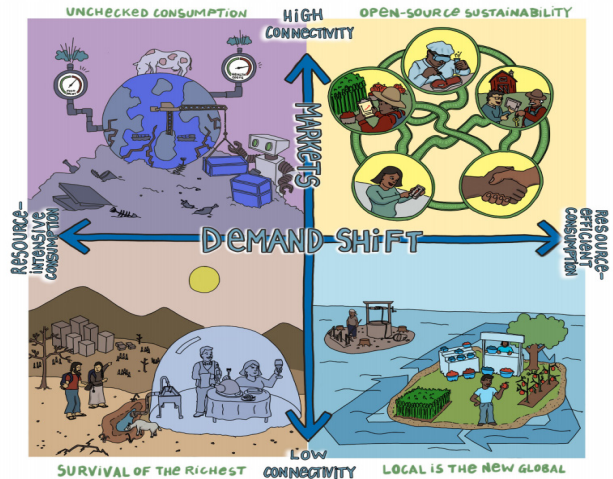 UNCHECKED CONSUMPTION
HIGH
CONNECTIVITY
OPEN-SOURCE SUSTAINABILITY
MARKETS
RESOURCE-
INTENSIVE
CONSUMPTION
DEMAND SHIFT
RESOURCE-
EFFICIENT
CONSUMPTION
SURVIVAL OF THE RICHEST
LOW
CONNECTIVITY
LOCAL IS THE NEW GLOBAL